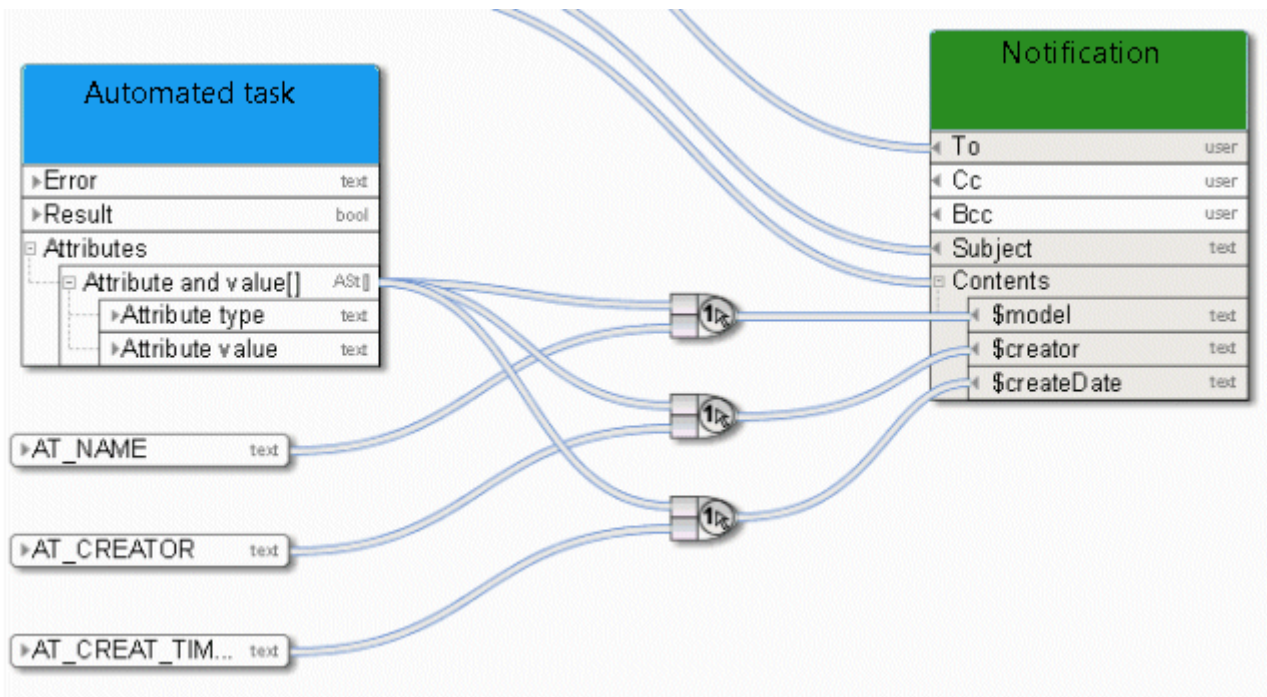 Automated task
Error text
Result bool
Attributes
Attribute and value[] ASt[]
Attribute type text
Attribute value text
AT_NAME text
AT_CREATOR text
AT_CREAT_TIM... text
1
1
1
Notification
To user
Cc user
Bcc user
Subject text
Contents
$model text
$creator text
$createDate text